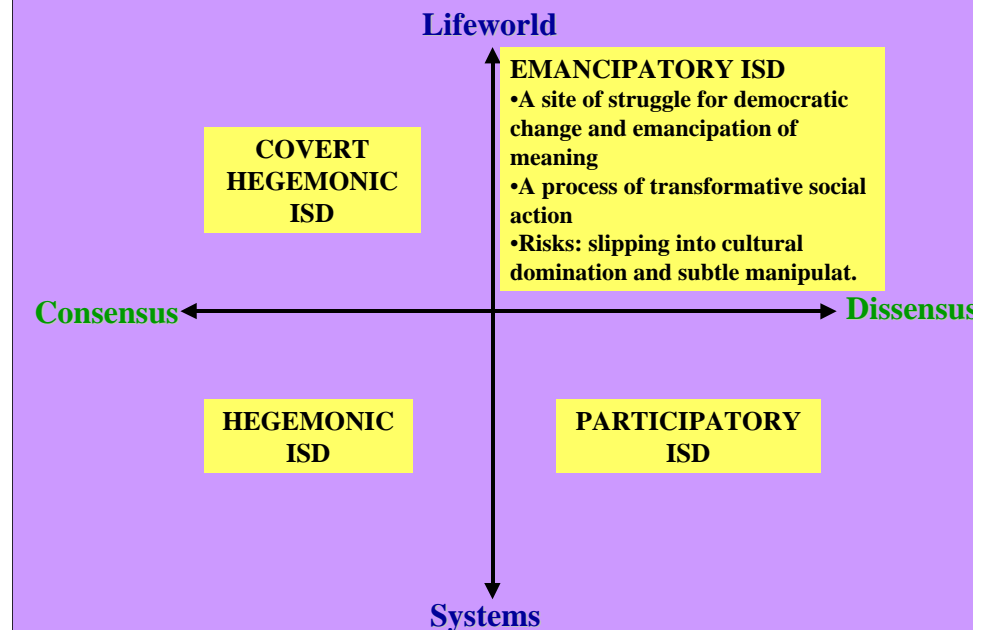 Lifeworld
EMANCIPATORY ISD
•A site of struggle for democratic
change and emancipation of
meaning
•A process of transformative social
action
•Risks: slipping into cultural
domination and subtle manipulat.
COVERT
HEGEMONIC
ISD
Consensus
Dissensus
HEGEMONIC
ISD
PARTICIPATORY
ISD
Systems